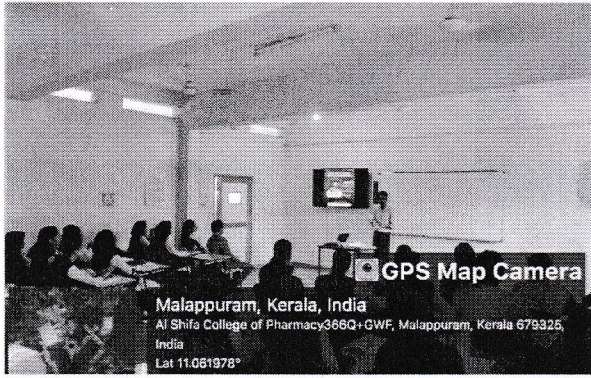 GPS Map Camera
Malappuram, Kerala, India
Al Shifa College of Pharmacy366Q+GWF, Malappuram, Kerala 679325,
India
Lat 11.061978°